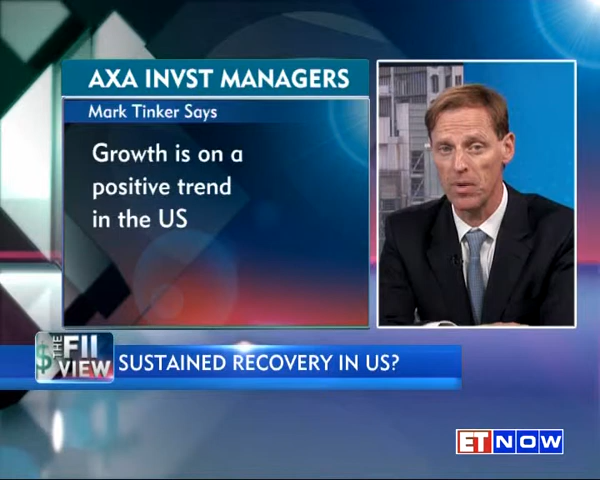 AXA INVST MANAGERS
Mark Tinker Says
Growth is on a
positive trend
in the US
$ THE FII VIEW
SUSTAINED RECOVERY IN US?
ET NOW